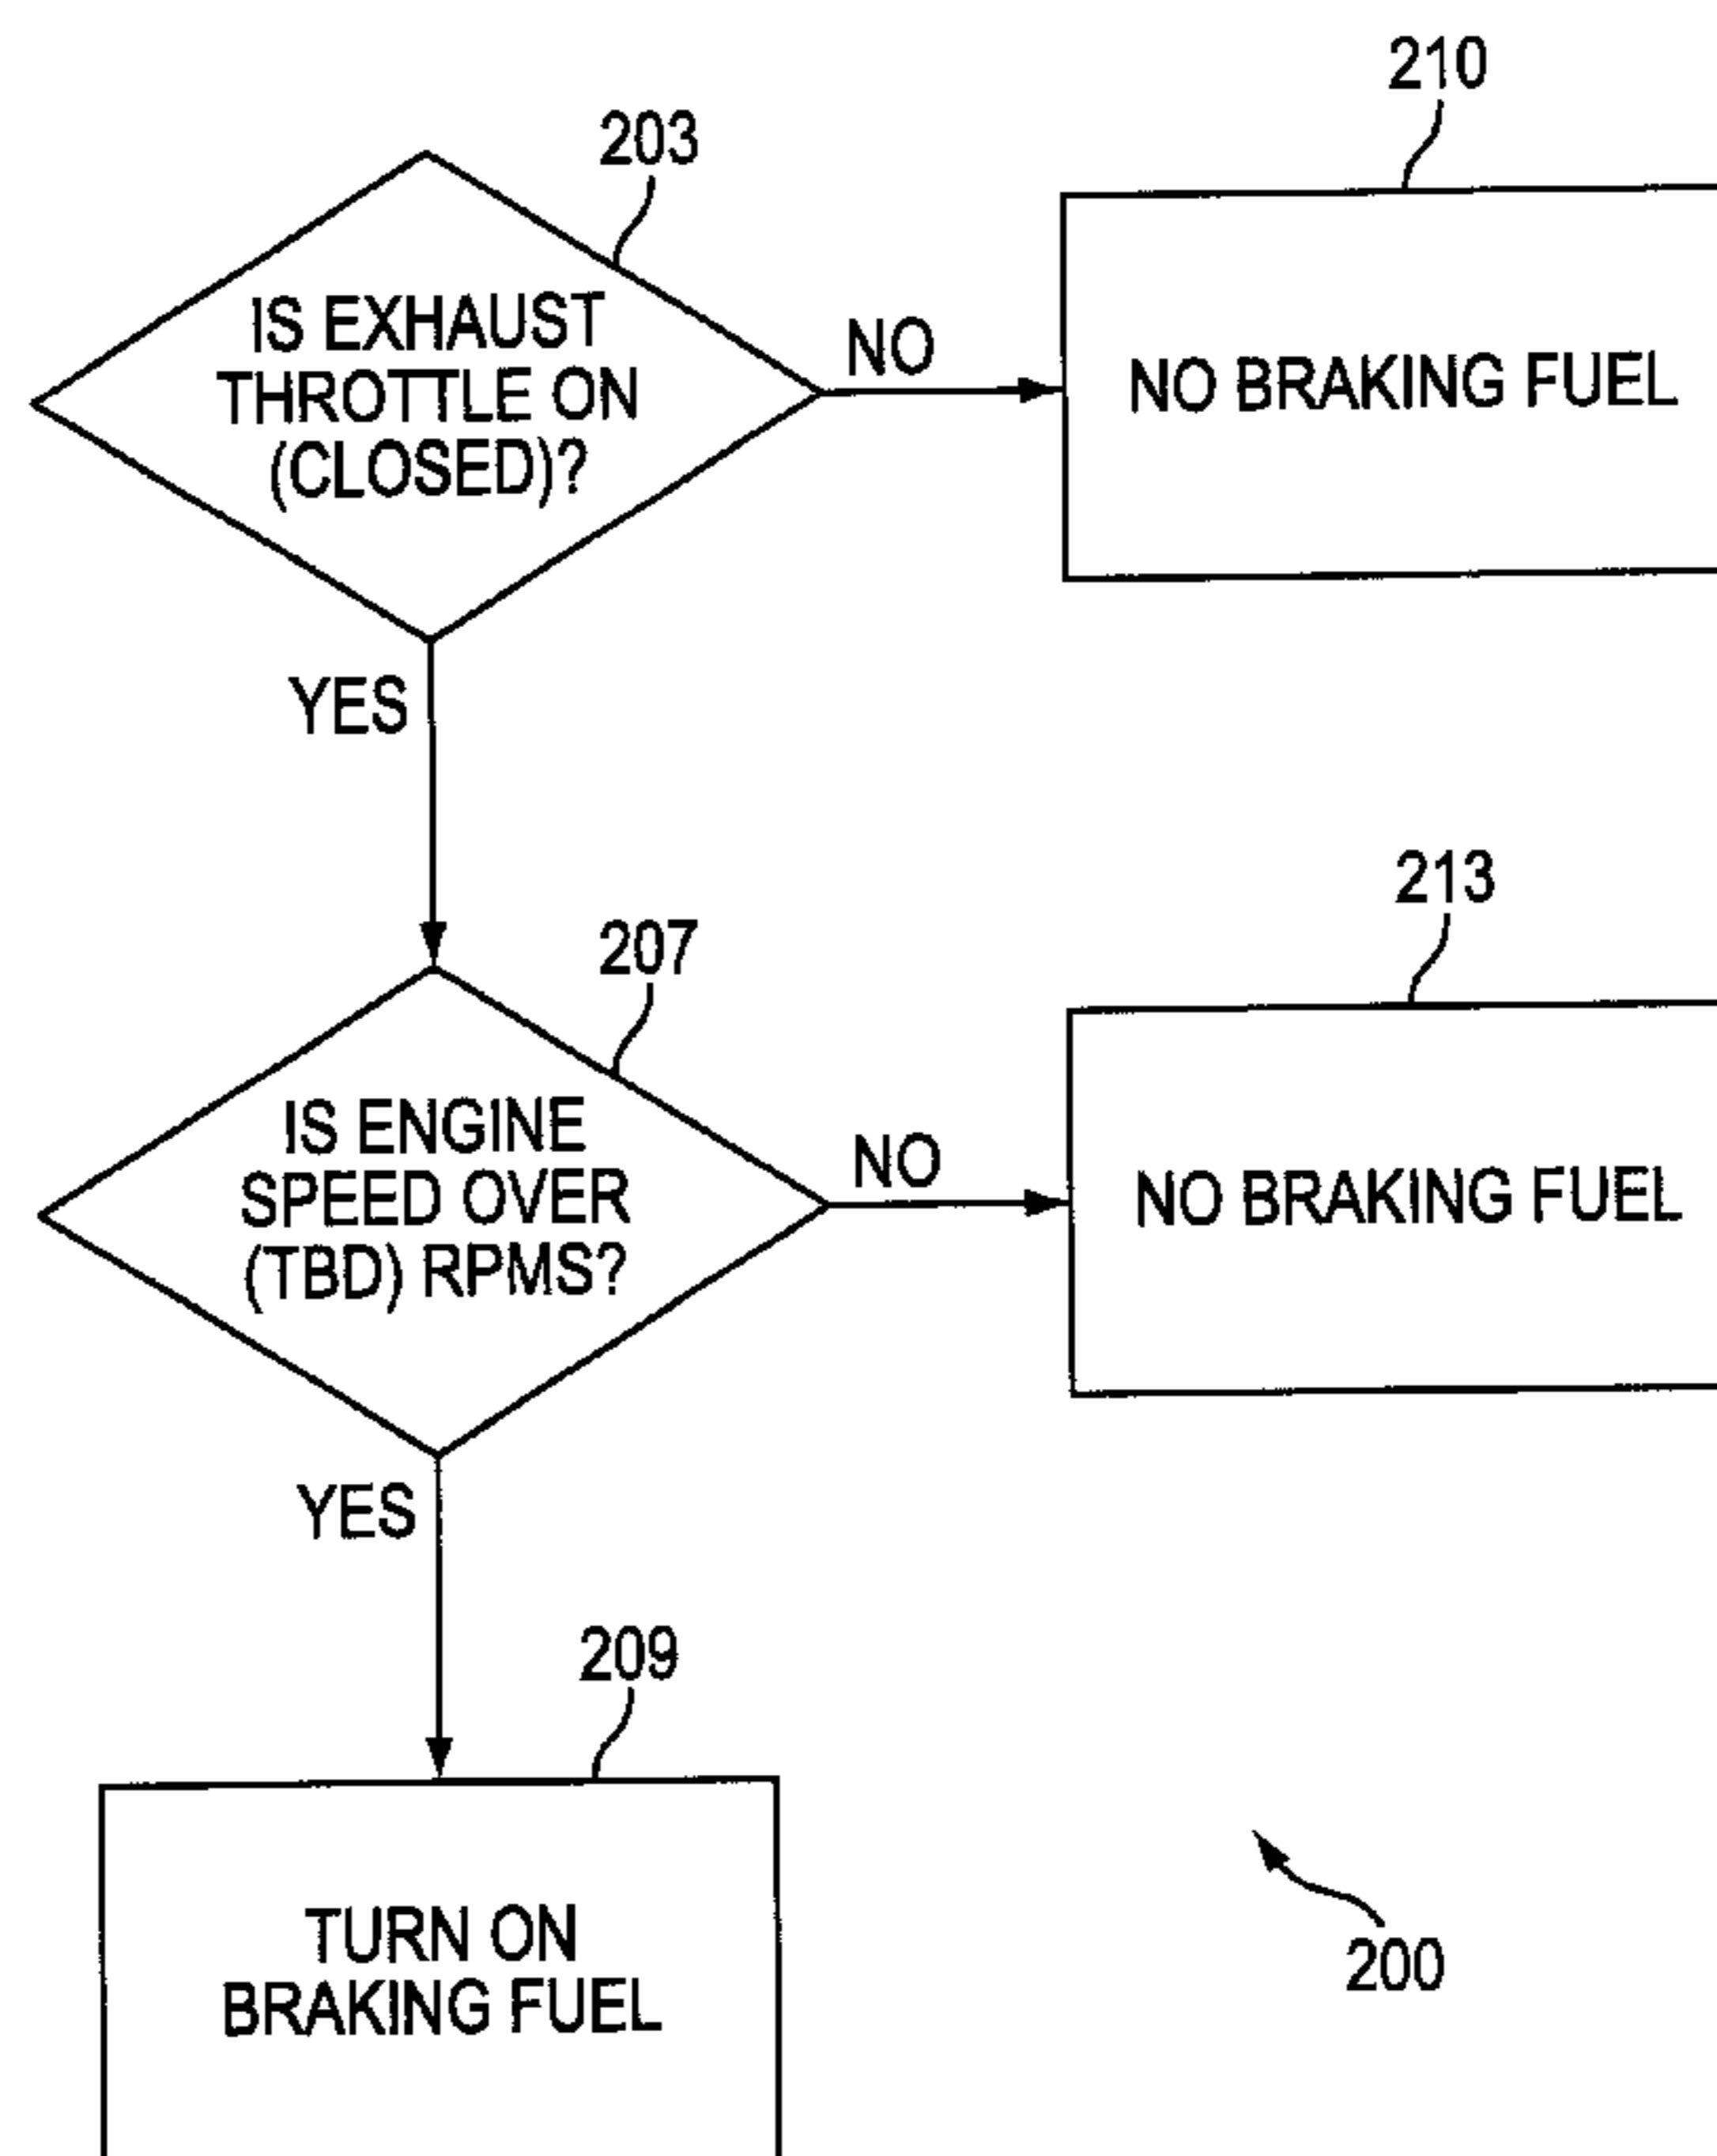 210
203
IS EXHAUST
THROTTLE ON
(CLOSED)?
NO
NO BRAKING FUEL
YES
213
207
IS ENGINE
SPEED OVER
(TBD) RPMS?
NO
NO BRAKING FUEL
YES
209
TURN ON
BRAKING FUEL
200